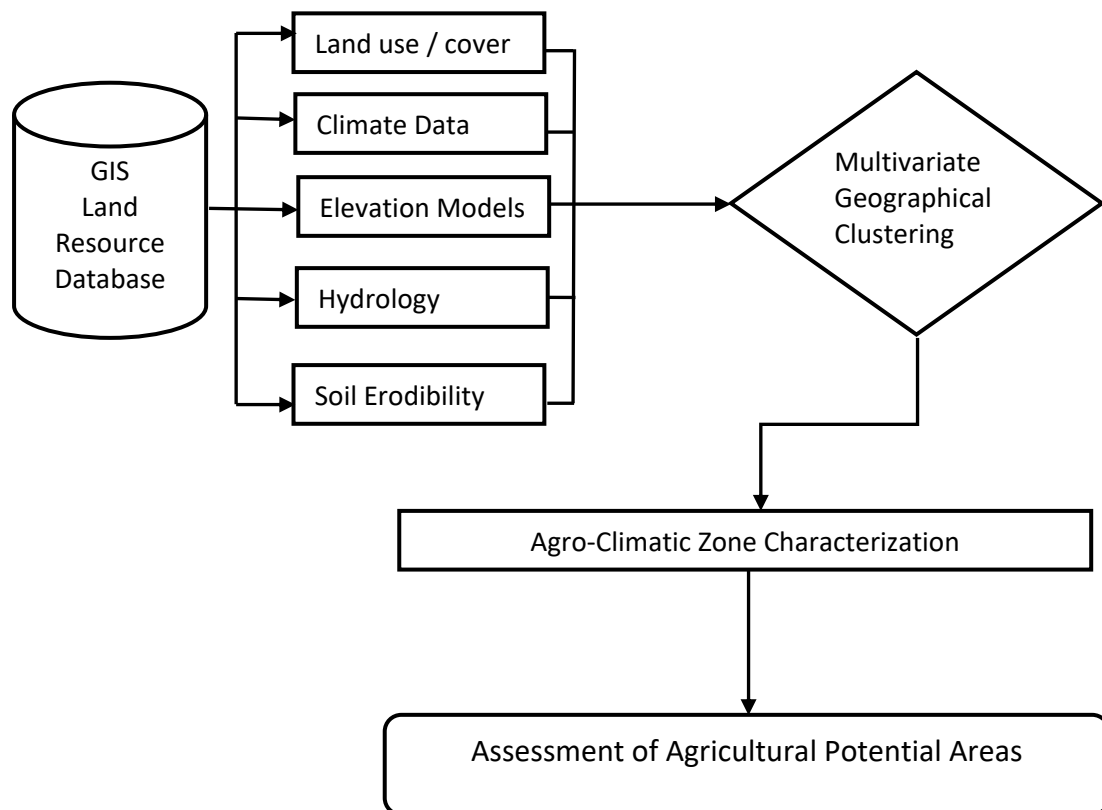 GIS
Land
Resource
Database
Land use / cover
Climate Data
Elevation Models
Hydrology
Soil Erodibility
Multivariate
Geographical
Clustering
Agro-Climatic Zone Characterization
Assessment of Agricultural Potential Areas